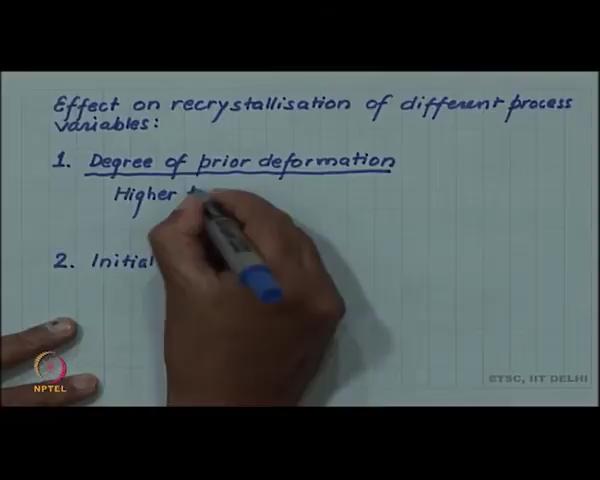 Effect on recrystallisation of different process
variables:
1. Degree of prior deformation
Higher
2. Initial
NPTEL
ETSC, IIT DELHI